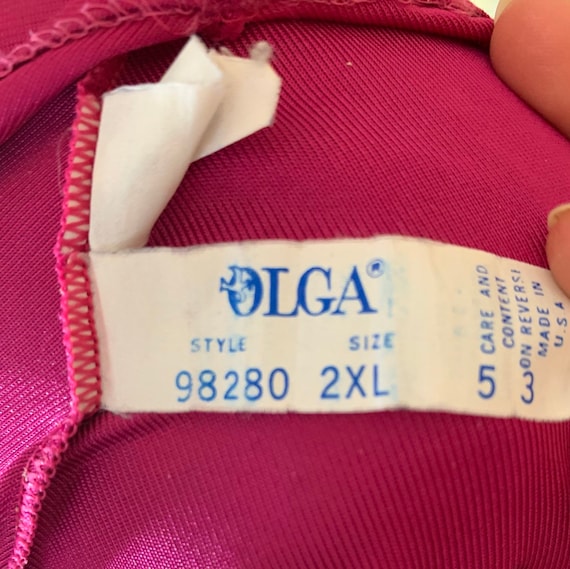 OLGA®
STYLE SIZE
98280 2XL 5 3
CARE AND
CONTENT
ON REVERSE
MADE IN
U.S.A